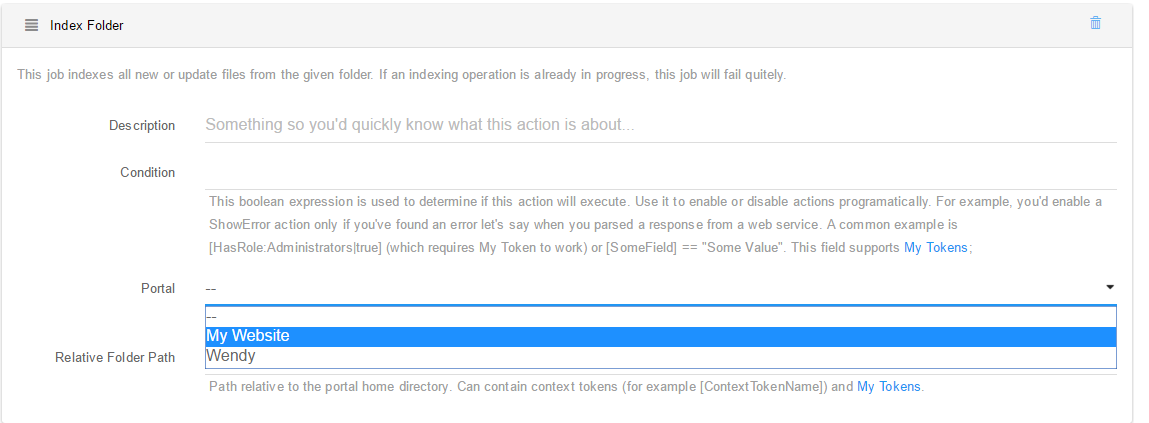 Index Folder
This job indexes all new or update files from the given folder. If an indexing operation is already in progress, this job will fail quitely.
Description
Something so you'd quickly know what this action is about...
Condition
This boolean expression is used to determine if this action will execute. Use it to enable or disable actions programatically. For example, you'd enable a
ShowError action only if you've found an error let's say when you parsed a response from a web service. A common example is
[HasRole:Administrators|true] (which requires My Token to work) or [SomeField] == "Some Value". This field supports My Tokens;
Portal
--
--
My Website
Wendy
Relative Folder Path
Path relative to the portal home directory. Can contain context tokens (for example [ContextTokenName]) and My Tokens.